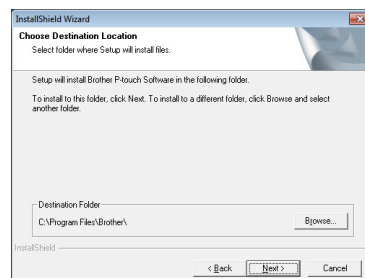 InstallShield Wizard
Choose Destination Location
Select folder where Setup will install files.
Setup will install Brother P-touch Software in the following folder.
To install to this folder, click Next. To install to a different folder, click Browse and select
another folder.
Destination Folder
C:\Program Files\Brother\
Browse...
InstallShield
< Back
Next >
Cancel